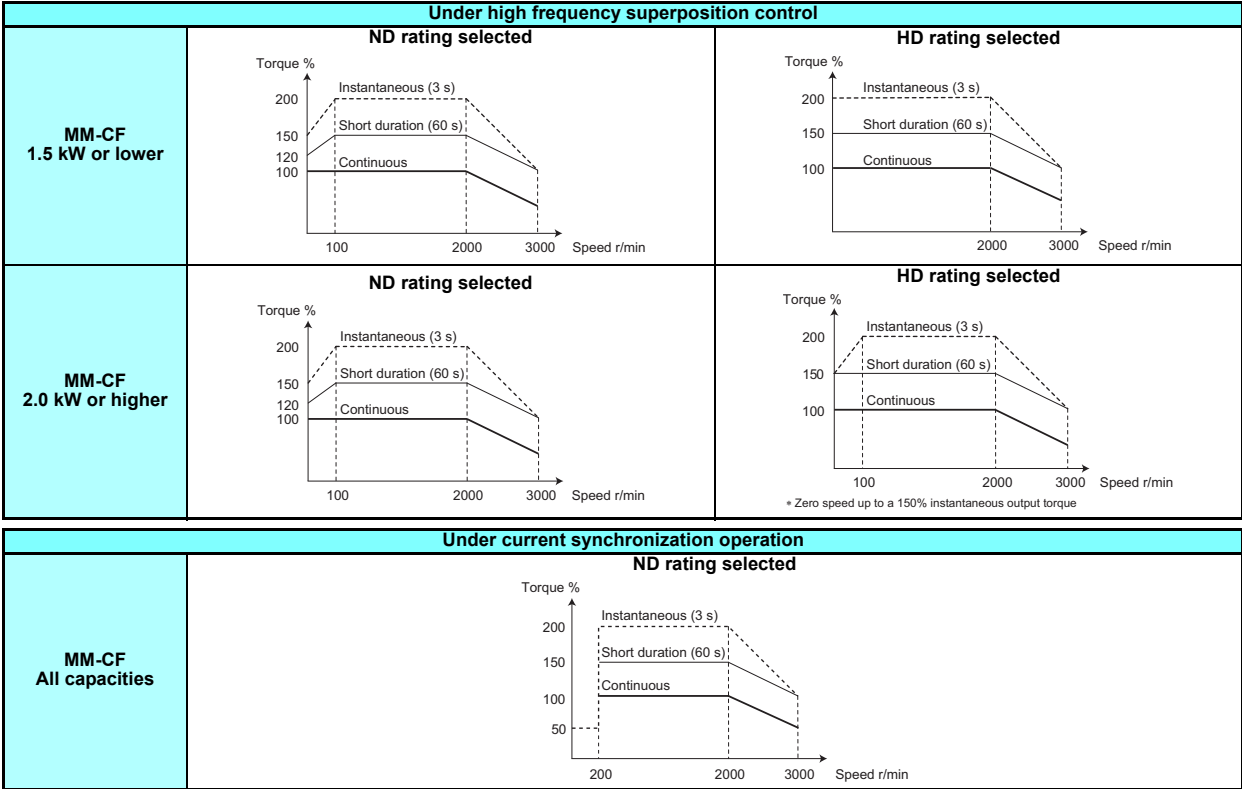 Under high frequency superposition control
MM-CF
1.5 kW or lower
ND rating selected
Torque %
200
150
120
100
Instantaneous (3 s)
Short duration (60 s)
Continuous
100
2000
3000
Speed r/min
HD rating selected
Torque %
200
150
100
Instantaneous (3 s)
Short duration (60 s)
Continuous
2000
3000
Speed r/min
MM-CF
2.0 kW or higher
ND rating selected
Torque %
200
150
120
100
Instantaneous (3 s)
Short duration (60 s)
Continuous
100
2000
3000
Speed r/min
HD rating selected
Torque %
200
150
100
Instantaneous (3 s)
Short duration (60 s)
Continuous
100
2000
3000
Speed r/min
* Zero speed up to a 150% instantaneous output torque
Under current synchronization operation
MM-CF
All capacities
ND rating selected
Torque %
200
150
100
50
Instantaneous (3 s)
Short duration (60 s)
Continuous
200
2000
3000
Speed r/min